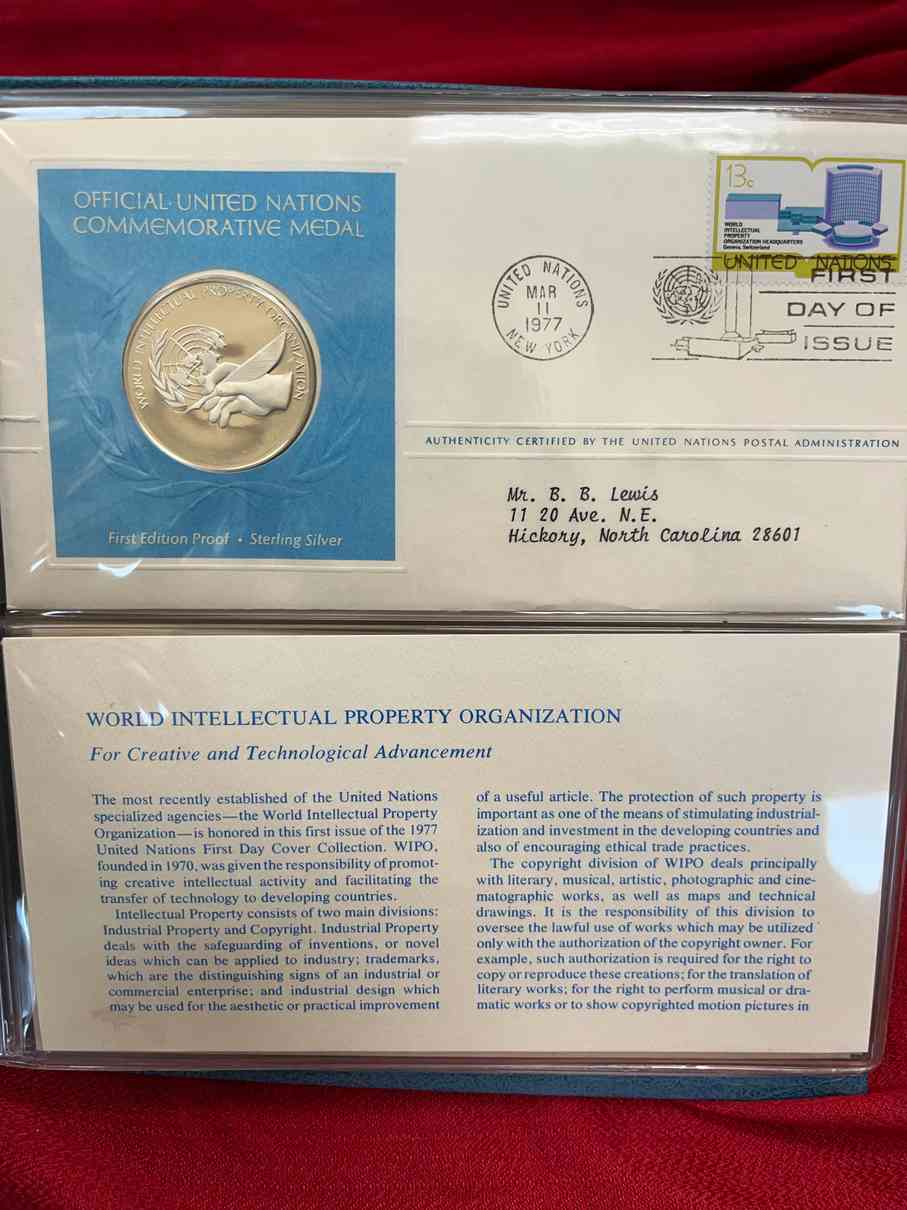 OFFICIAL UNITED NATIONS
COMMEMORATIVE MEDAL
WORLD INTELLECTUAL PROPERTY ORGANIZATION
First Edition Proof • Sterling Silver
13c
WORLD
INTELLECTUAL
PROPERTY
ORGANIZATION HEADQUARTERS
Geneva, Switzerland
UNITED NATIONS
UNITED NATIONS
MAR
11
1977
NEW YORK
FIRST
DAY OF
ISSUE
AUTHENTICITY CERTIFIED BY THE UNITED NATIONS POSTAL ADMINISTRATION
Mr. B. B. Lewis
11 20 Ave. N.E.
Hickory, North Carolina 28601
WORLD INTELLECTUAL PROPERTY ORGANIZATION
For Creative and Technological Advancement
The most recently established of the United Nations
specialized agencies—the World Intellectual Property
Organization—is honored in this first issue of the 1977
United Nations First Day Cover Collection. WIPO,
founded in 1970, was given the responsibility of promot-
ing creative intellectual activity and facilitating the
transfer of technology to developing countries.
Intellectual Property consists of two main divisions:
Industrial Property and Copyright. Industrial Property
deals with the safeguarding of inventions, or novel
ideas which can be applied to industry; trademarks,
which are the distinguishing signs of an industrial or
commercial enterprise; and industrial design which
may be used for the aesthetic or practical improvement
of a useful article. The protection of such property is
important as one of the means of stimulating industrial-
ization and investment in the developing countries and
also of encouraging ethical trade practices.
The copyright division of WIPO deals principally
with literary, musical, artistic, photographic and cine-
matographic works, as well as maps and technical
drawings. It is the responsibility of this division to
oversee the lawful use of works which may be utilized
only with the authorization of the copyright owner. For
example, such authorization is required for the right to
copy or reproduce these creations; for the translation of
literary works; for the right to perform musical or dra-
matic works or to show copyrighted motion pictures in